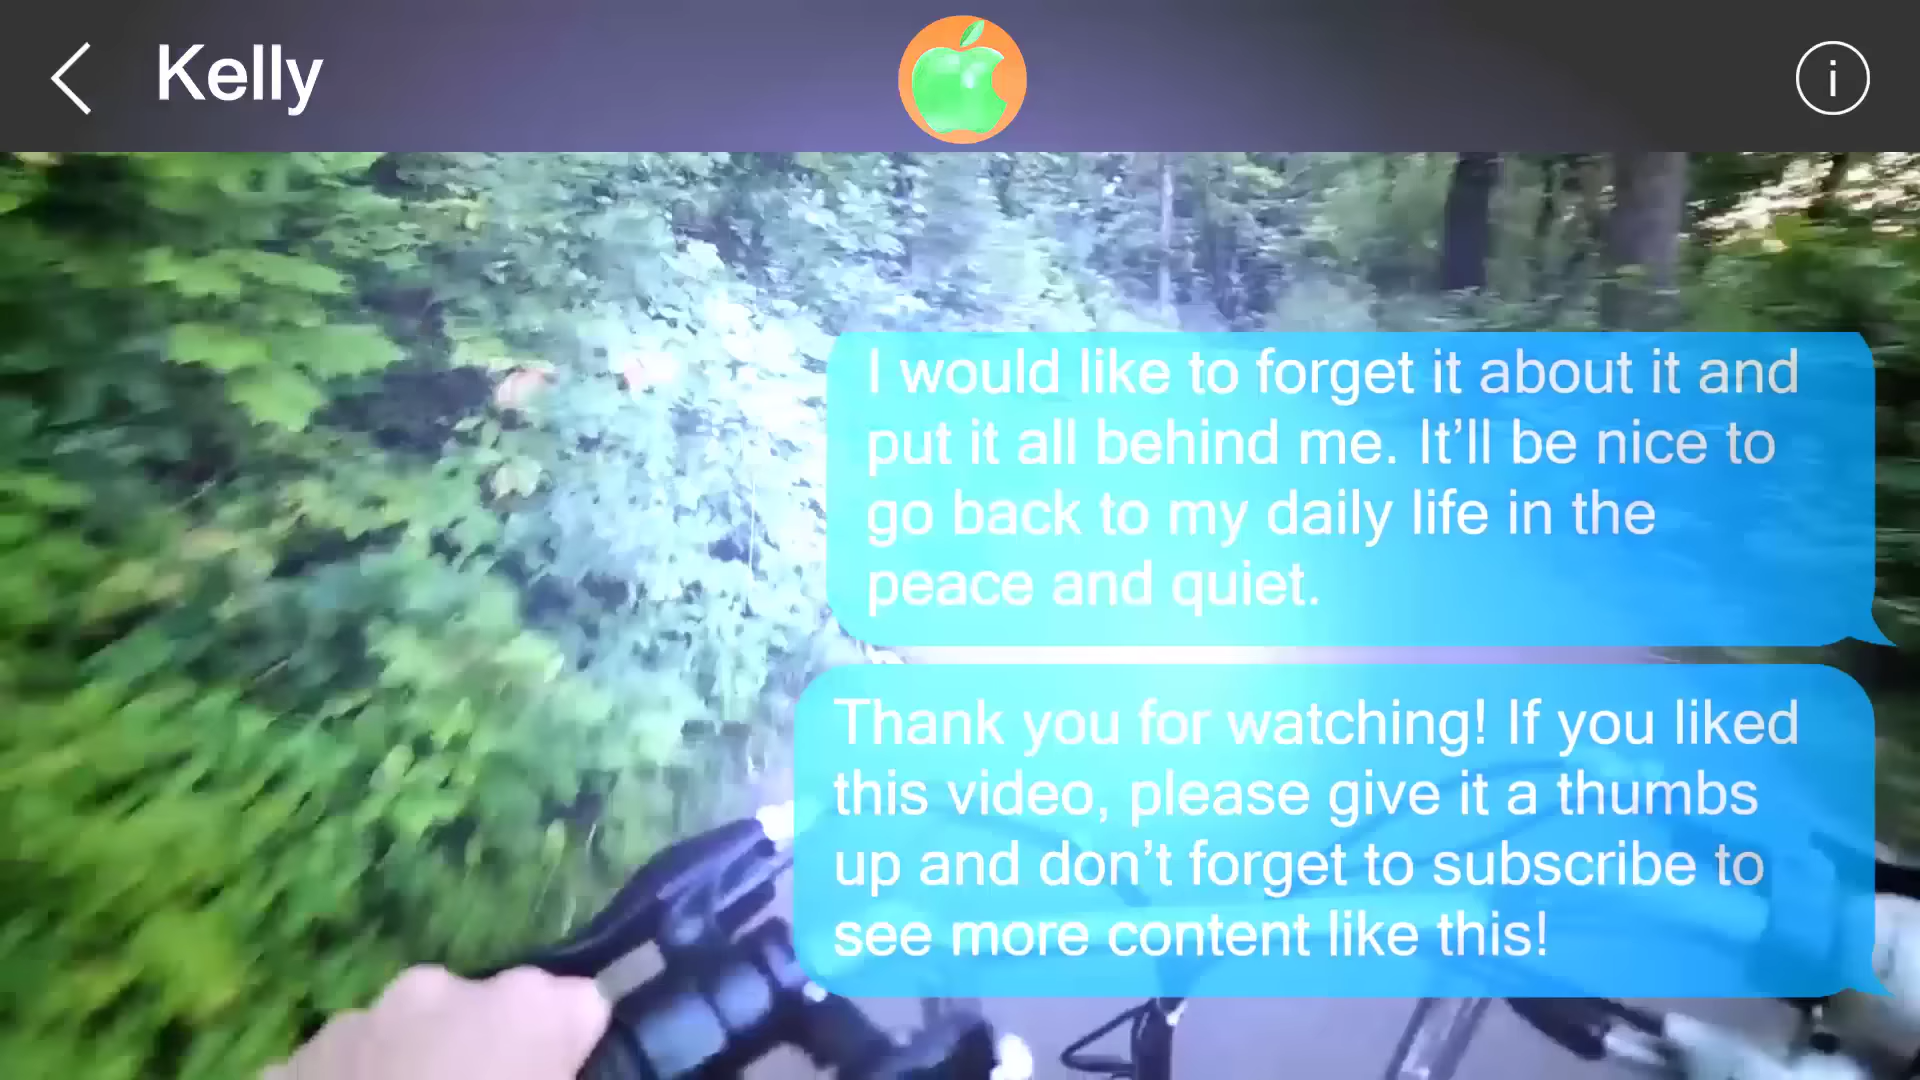 Kelly
i
I would like to forget it about it and
put it all behind me. It’ll be nice to
go back to my daily life in the
peace and quiet.
Thank you for watching! If you liked
this video, please give it a thumbs
up and don’t forget to subscribe to
see more content like this!